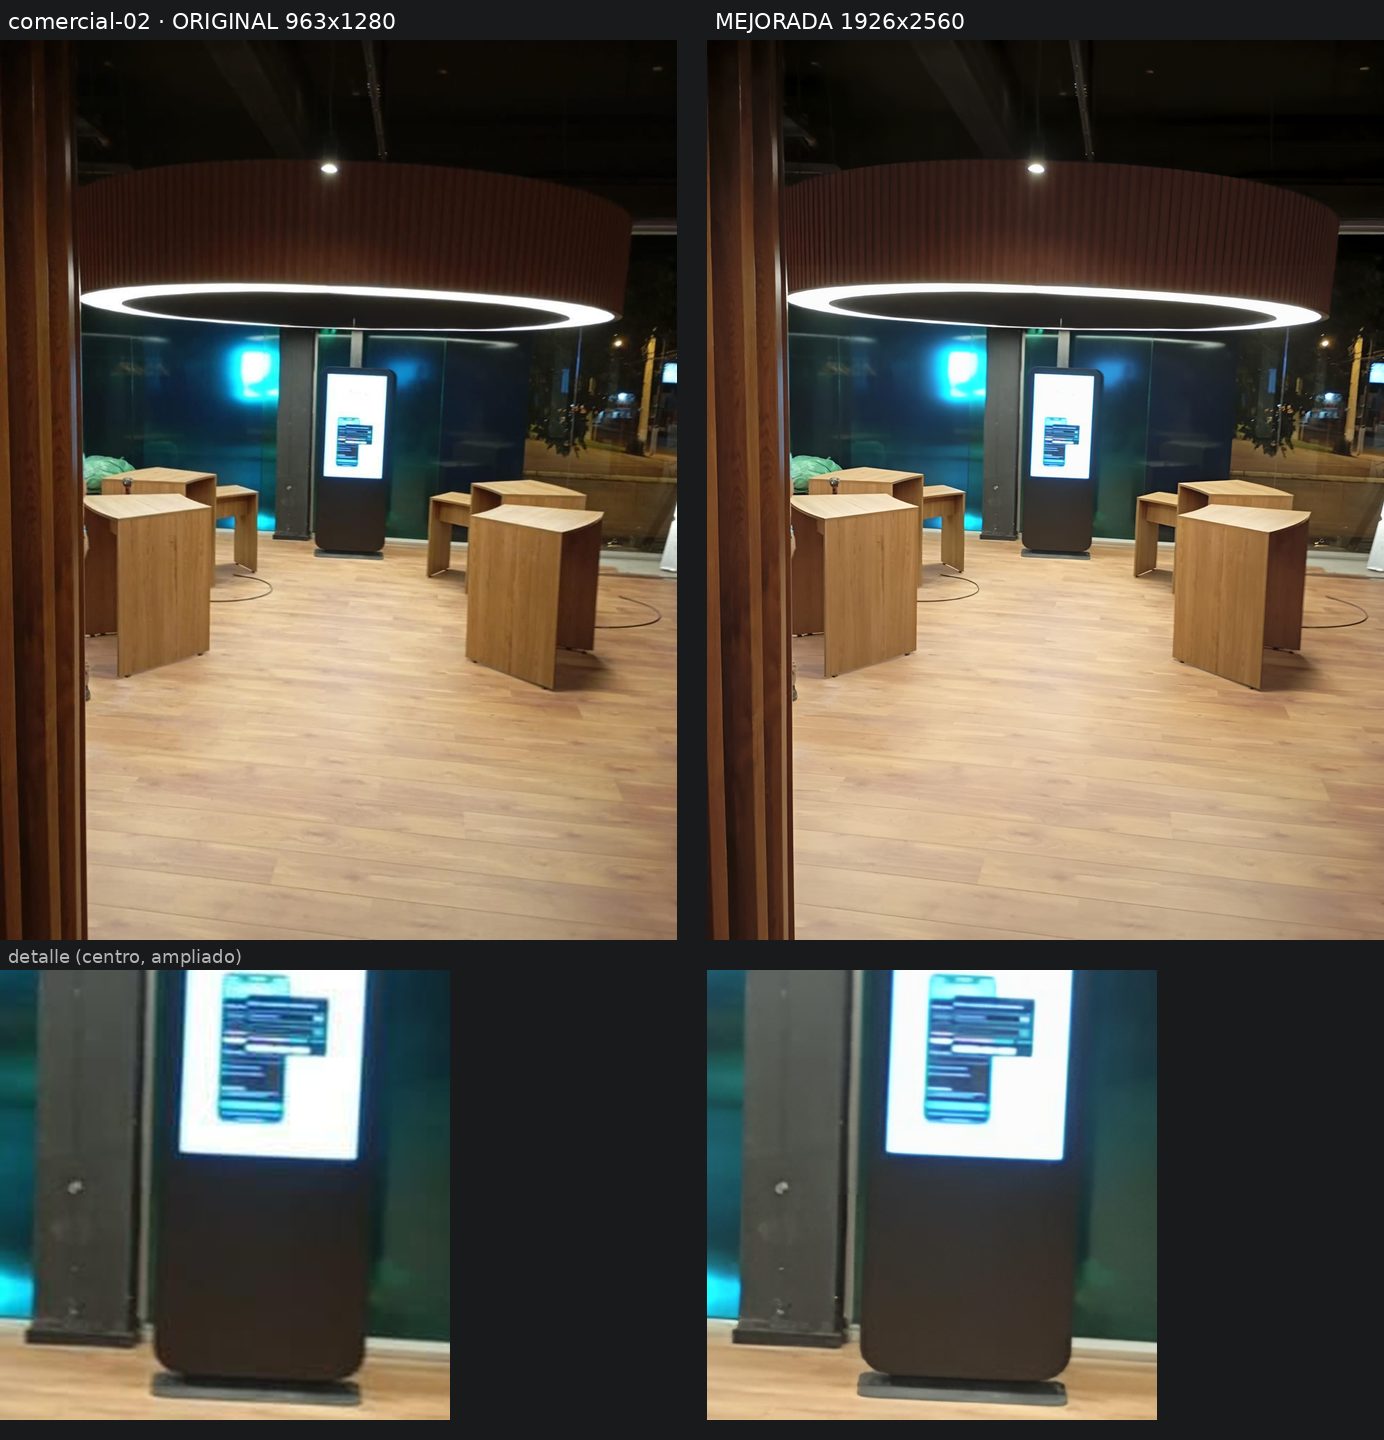 comercial-02 · ORIGINAL 963x1280
MEJORADA 1926x2560
detalle (centro, ampliado)